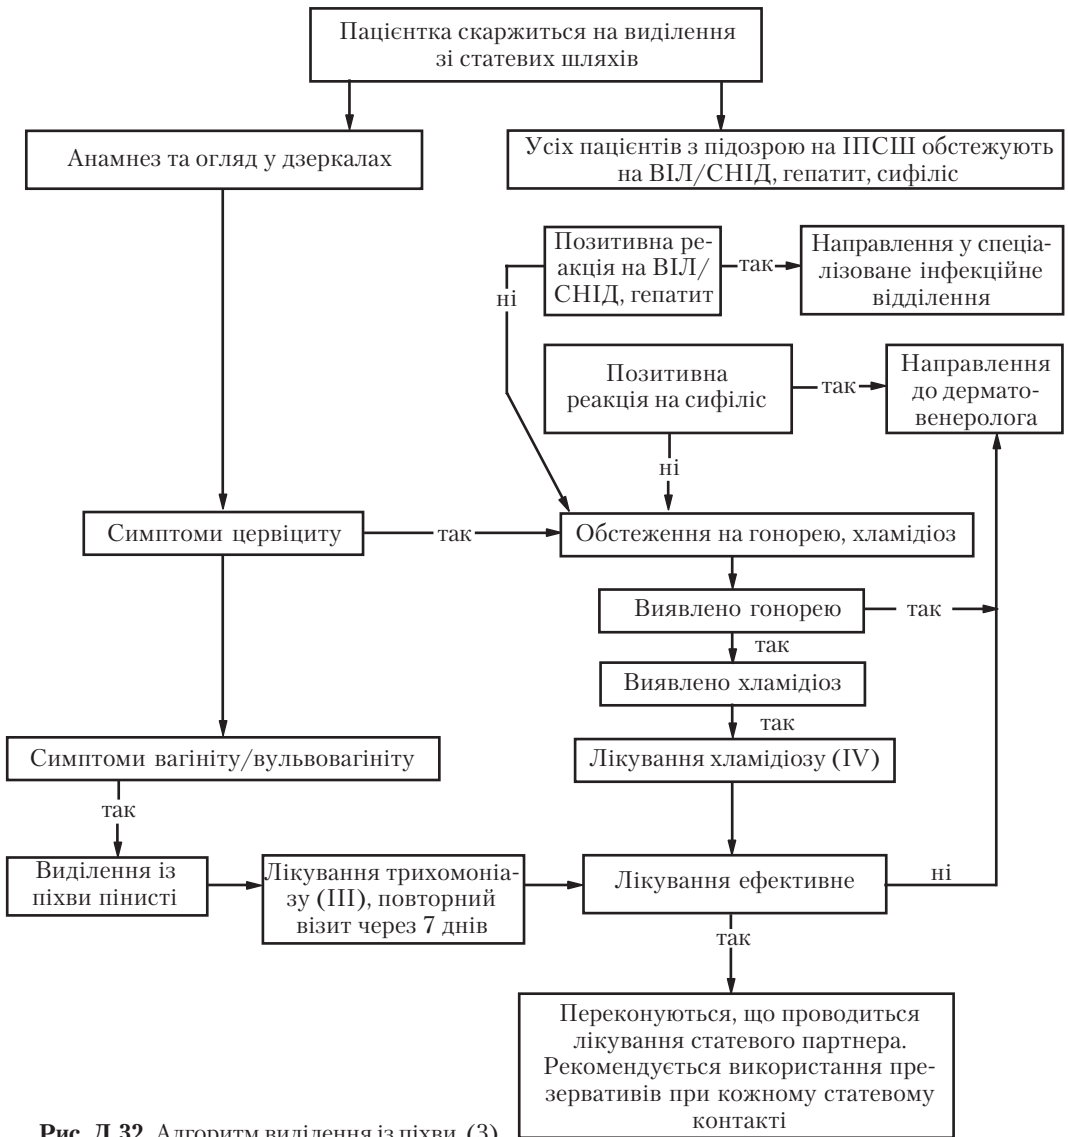 Пацієнтка скаржиться на виділення
зі статевих шляхів
Анамнез та огляд у дзеркалах
Усіх пацієнтів з підозрою на ІПСШ обстежують
на ВІЛ/СНІД, гепатит, сифіліс
Позитивна ре-
акція на ВІЛ/
СНІД, гепатит
так
Направлення у спеціа-
лізоване інфекційне
відділення
ні
Позитивна
реакція на сифіліс
так
Направлення
до дермато-
венеролога
ні
Симптоми цервіциту
так
Обстеження на гонорею, хламідіоз
Виявлено гонорею
так
так
Виявлено хламідіоз
так
Симптоми вагініту/вульвовагініту
Лікування хламідіозу (IV)
так
Виділення із
піхви пінисті
Лікування трихомоніа-
зу (III), повторний
візит через 7 днів
Лікування ефективне
ні
так
Переконуються, що проводиться
лікування статевого партнера.
Рекомендується використання пре-
зервативів при кожному статевому
контакті
Рис. Д.32. Алгоритм виділення із піхви (3)